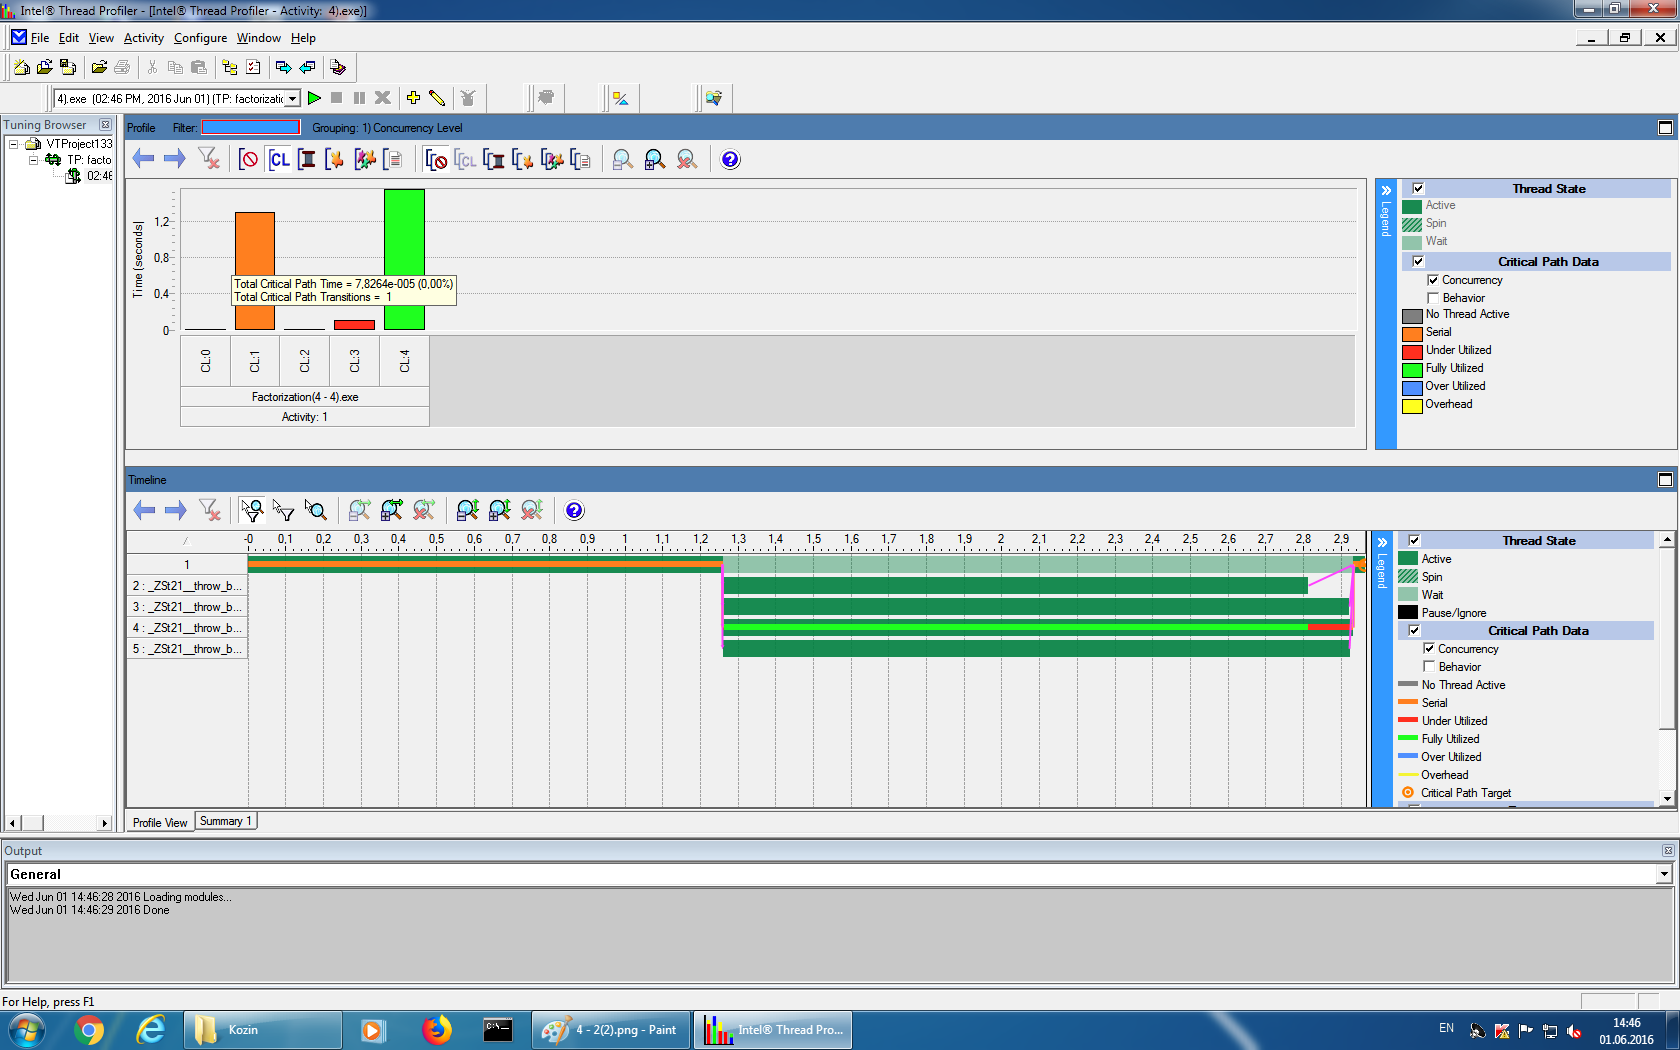 Intel® Thread Profiler - [Intel® Thread Profiler - Activity:  4).exe)]
File Edit View Activity Configure Window Help
4).exe  (02:46 PM, 2016 Jun 01) (TP: factorizatic
Tuning Browser
VTProject133
TP: facto
02:46
Profile Filter: Grouping: 1) Concurrency Level
CL CL
Time (seconds)
1,2
0,8
0,4
0
Total Critical Path Time = 7,8264e-005 (0,00%)
Total Critical Path Transitions =  1
CL:0 CL:1 CL:2 CL:3 CL:4
Factorization(4 - 4).exe
Activity: 1
Legend
Thread State
Active
Spin
Wait
Critical Path Data
Concurrency
Behavior
No Thread Active
Serial
Under Utilized
Fully Utilized
Over Utilized
Overhead
Timeline
-0 0,1 0,2 0,3 0,4 0,5 0,6 0,7 0,8 0,9 1 1,1 1,2 1,3 1,4 1,5 1,6 1,7 1,8 1,9 2 2,1 2,2 2,3 2,4 2,5 2,6 2,7 2,8 2,9
1
2 : _ZSt21__throw_b...
3 : _ZSt21__throw_b...
4 : _ZSt21__throw_b...
5 : _ZSt21__throw_b...
Legend
Thread State
Active
Spin
Wait
Pause/Ignore
Critical Path Data
Concurrency
Behavior
No Thread Active
Serial
Under Utilized
Fully Utilized
Over Utilized
Overhead
Critical Path Target
Profile View Summary 1
Output
General
Wed Jun 01 14:46:28 2016 Loading modules...
Wed Jun 01 14:46:29 2016 Done
For Help, press F1
Kozin
C:\.
4 - 2(2).png - Paint
Intel® Thread Pro...
EN
14:46
01.06.2016